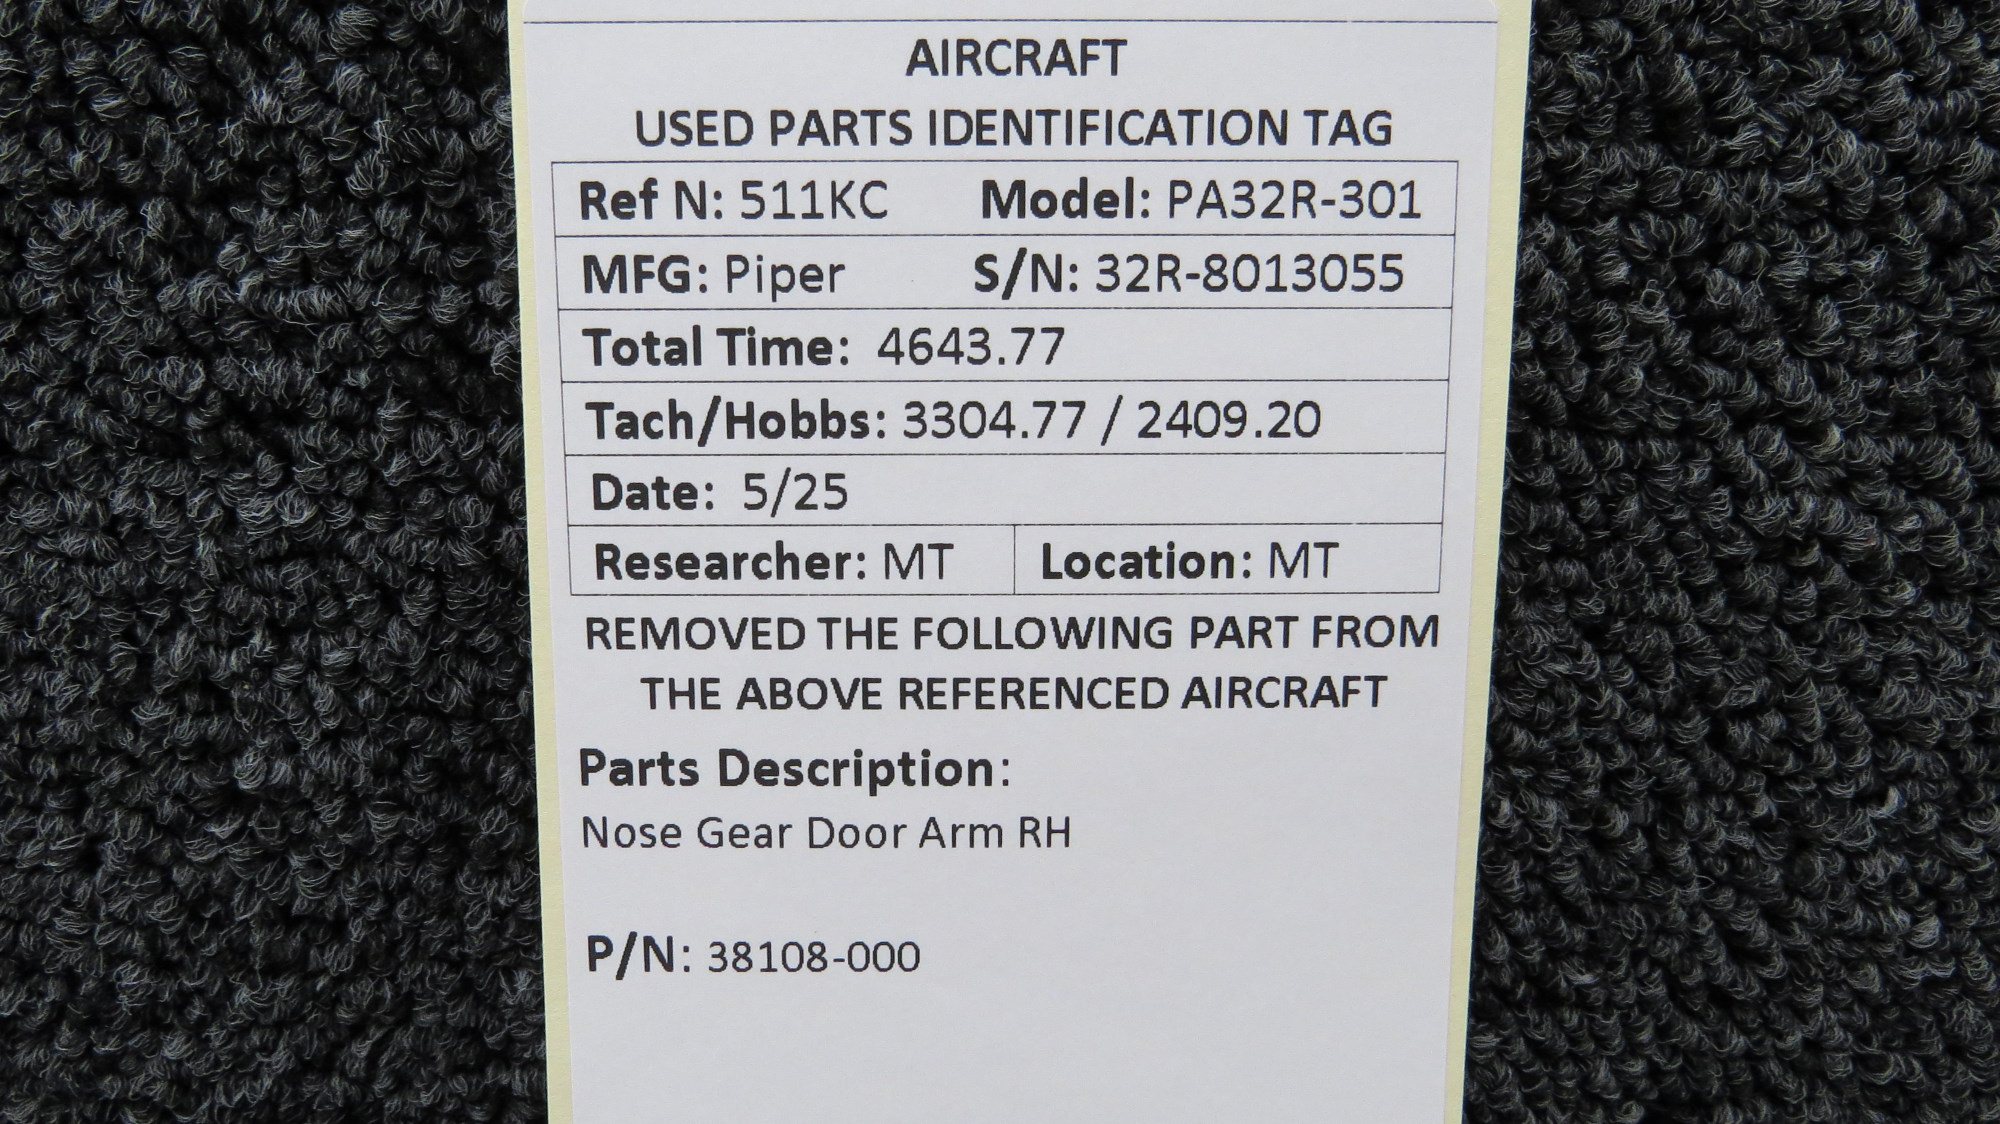 AIRCRAFT
USED PARTS IDENTIFICATION TAG
Ref N: 511KC Model: PA32R-301
MFG: Piper S/N: 32R-8013055
Total Time: 4643.77
Tach/Hobbs: 3304.77 / 2409.20
Date: 5/25
Researcher: MT Location: MT
REMOVED THE FOLLOWING PART FROM
THE ABOVE REFERENCED AIRCRAFT
Parts Description:
Nose Gear Door Arm RH
P/N: 38108-000